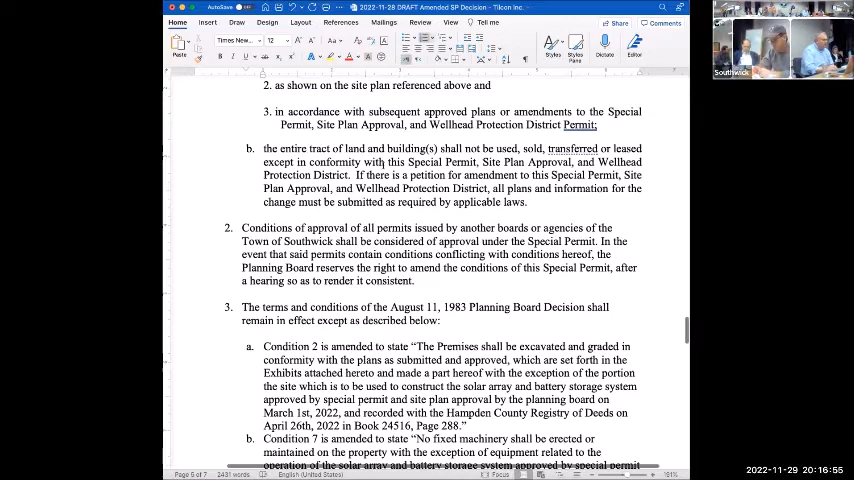 AutoSave OFF
2022-11-28 DRAFT Amended SP Decision - Tilcon Inc.
Home Insert Draw Design Layout References Mailings Review View Tell me
Share Comments
Paste
Times New... 12
Styles Styles Pane Dictate Editor
Southwick
2. as shown on the site plan referenced above and
3. in accordance with subsequent approved plans or amendments to the Special
Permit, Site Plan Approval, and Wellhead Protection District Permit;
b. the entire tract of land and building(s) shall not be used, sold, transferred or leased
except in conformity with this Special Permit, Site Plan Approval, and Wellhead
Protection District. If there is a petition for amendment to this Special Permit, Site
Plan Approval, and Wellhead Protection District, all plans and information for the
change must be submitted as required by applicable laws.
2. Conditions of approval of all permits issued by another boards or agencies of the
Town of Southwick shall be considered of approval under the Special Permit. In the
event that said permits contain conditions conflicting with conditions hereof, the
Planning Board reserves the right to amend the conditions of this Special Permit, after
a hearing so as to render it consistent.
3. The terms and conditions of the August 11, 1983 Planning Board Decision shall
remain in effect except as described below:
a. Condition 2 is amended to state “The Premises shall be excavated and graded in
conformity with the plans as submitted and approved, which are set forth in the
Exhibits attached hereto and made a part hereof with the exception of the portion
the site which is to be used to construct the solar array and battery storage system
approved by special permit and site plan approval by the planning board on
March 1st, 2022, and recorded with the Hampden County Registry of Deeds on
April 26th, 2022 in Book 24516, Page 288.”
b. Condition 7 is amended to state “No fixed machinery shall be erected or
maintained on the property with the exception of equipment related to the
operation of the solar array and battery storage system approved by special permit
Page 5 of 7 2431 words English (United States) Focus 191%
2022-11-29 20:16:55